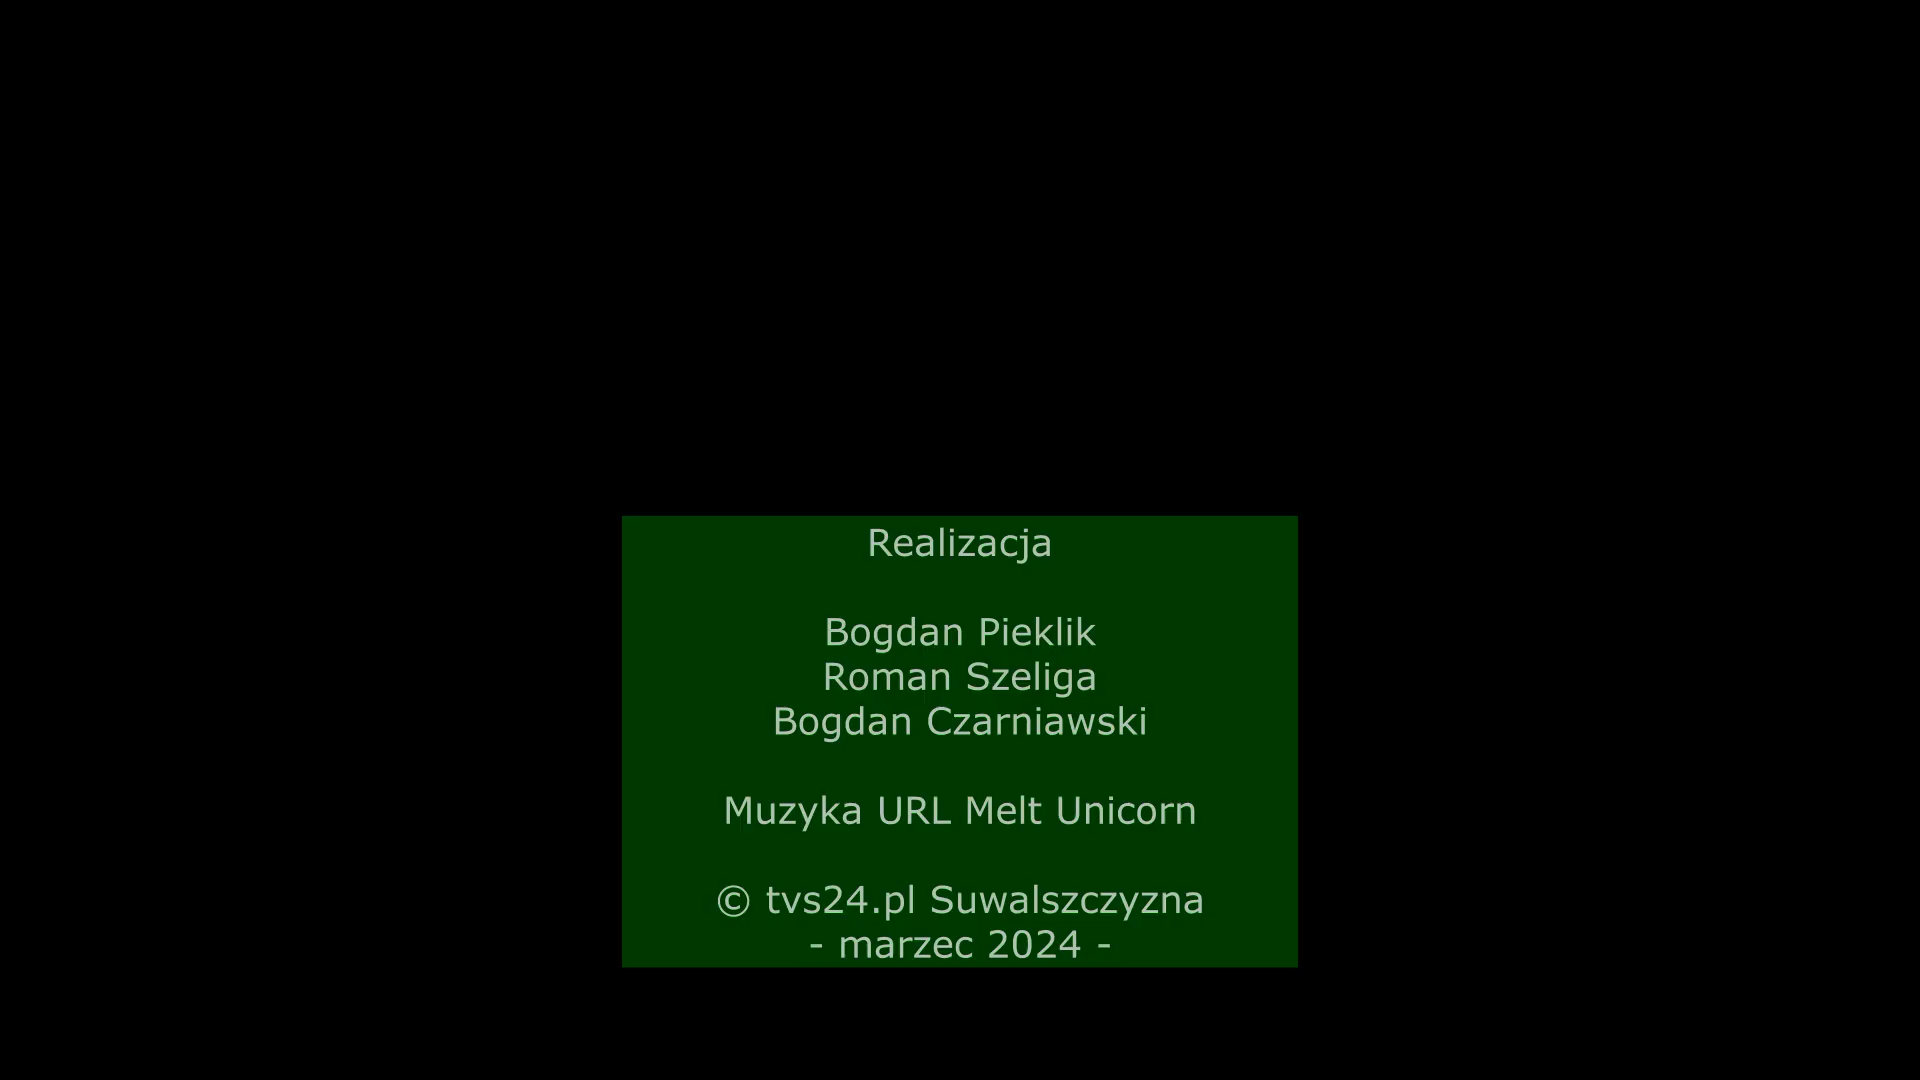 Realizacja
Bogdan Pieklik
Roman Szeliga
Bogdan Czarniawski
Muzyka URL Melt Unicorn
© tvs24.pl Suwalszczyzna
- marzec 2024 -